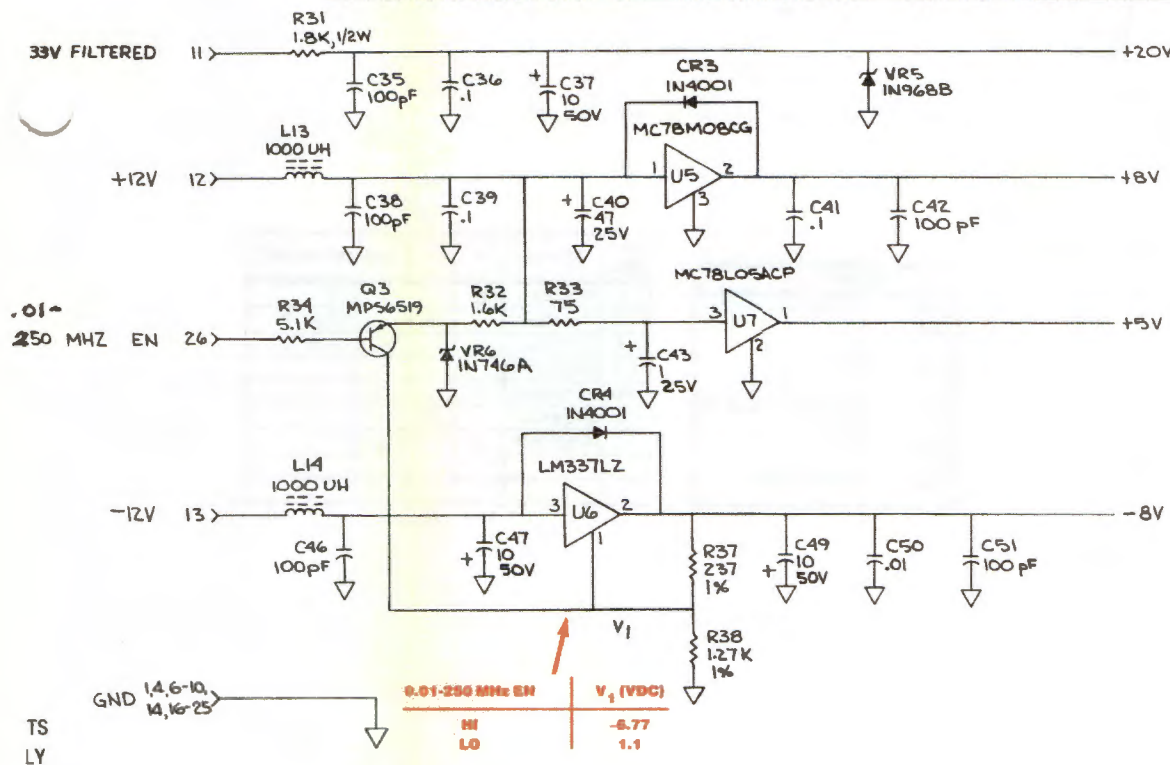 R31
1.8K, 1/2W
33V FILTERED 11
+20V
C35
100pF
C36
.1
+
C37
10
50V
CR3
1N4001
VR5
1N968B
L13
1000 UH
MC78M08CG
+12V 12
1 U5 2
3
+8V
C38
100pF
C39
.1
+
C40
47
25V
C41
.1
C42
100 pF
MC78L05ACP
Q3
MPS6519
R32
1.6K
R33
75
.01-
250 MHZ EN 26
R34
5.1K
3 U7 1
2
+5V
VR6
1N746A
+
C43
1
25V
CR4
1N4001
L14
1000 UH
LM337LZ
-12V 13
3 U6 2
1
-8V
C46
100pF
+
C47
10
50V
R37
237
1%
+
C49
10
50V
C50
.01
C51
100 pF
V1
R38
1.27K
1%
GND 1,4,6-10,
14,16-25
0.01-250 MHz EN V1 (VDC)
HI -6.77
LO 1.1
TS
LY